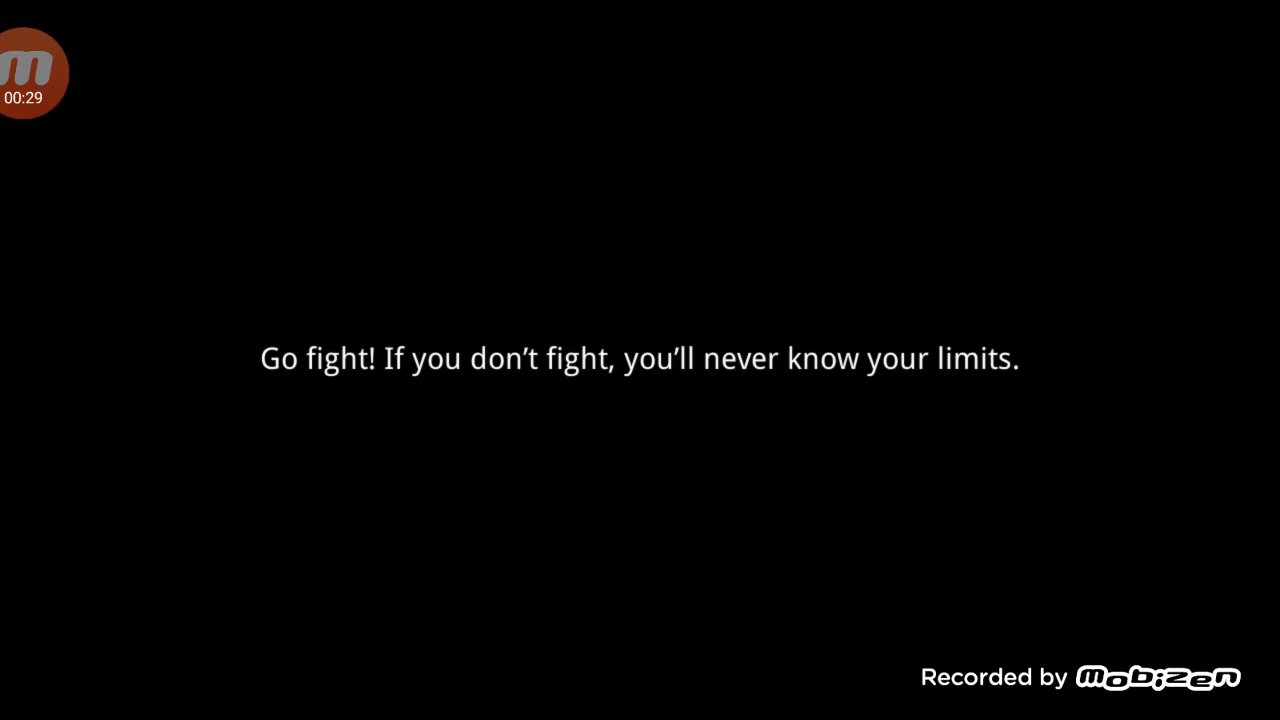 m
00:29
Go fight! If you don’t fight, you’ll never know your limits.
Recorded by mobizen